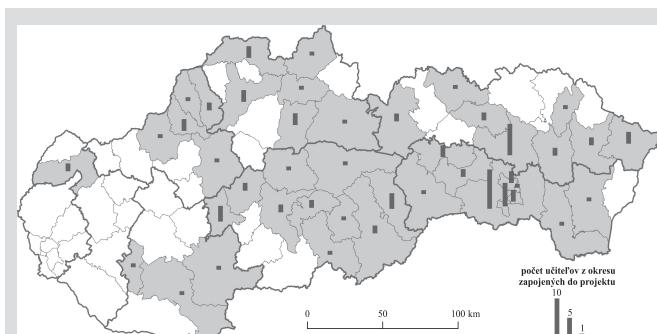 počet učiteľov z okresu
zapojených do projektu
10
5
1
0 50 100 km